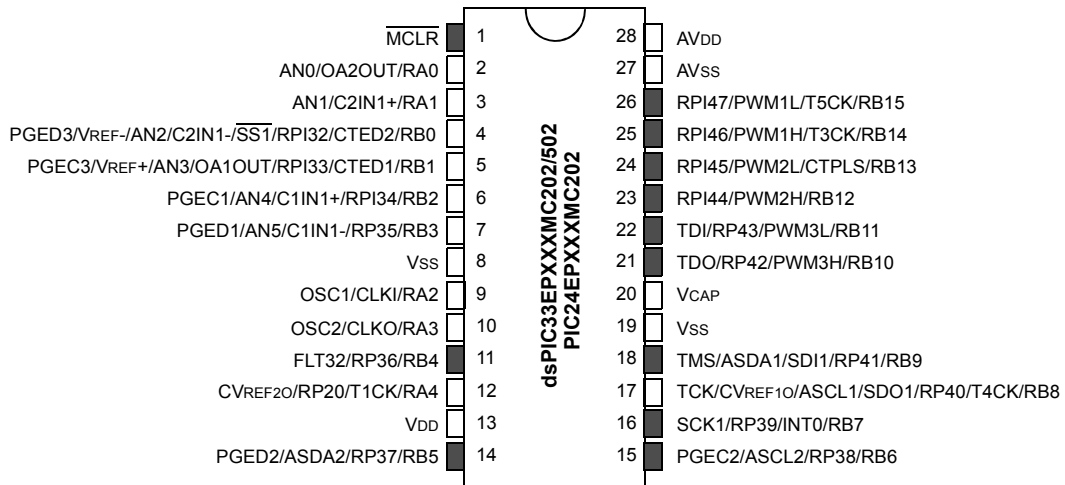 MCLR 1 28 AVDD
AN0/OA2OUT/RA0 2 27 AVSS
AN1/C2IN1+/RA1 3 26 RPI47/PWM1L/T5CK/RB15
PGED3/VREF-/AN2/C2IN1-/SS1/RPI32/CTED2/RB0 4 25 RPI46/PWM1H/T3CK/RB14
PGEC3/VREF+/AN3/OA1OUT/RPI33/CTED1/RB1 5 24 RPI45/PWM2L/CTPLS/RB13
PGEC1/AN4/C1IN1+/RPI34/RB2 6 23 RPI44/PWM2H/RB12
PGED1/AN5/C1IN1-/RP35/RB3 7 22 TDI/RP43/PWM3L/RB11
VSS 8 21 TDO/RP42/PWM3H/RB10
OSC1/CLKI/RA2 9 20 VCAP
OSC2/CLKO/RA3 10 19 VSS
FLT32/RP36/RB4 11 18 TMS/ASDA1/SDI1/RP41/RB9
CVREF2O/RP20/T1CK/RA4 12 17 TCK/CVREF1O/ASCL1/SDO1/RP40/T4CK/RB8
VDD 13 16 SCK1/RP39/INT0/RB7
PGED2/ASDA2/RP37/RB5 14 15 PGEC2/ASCL2/RP38/RB6
dsPIC33EPXXXMC202/502
PIC24EPXXXMC202